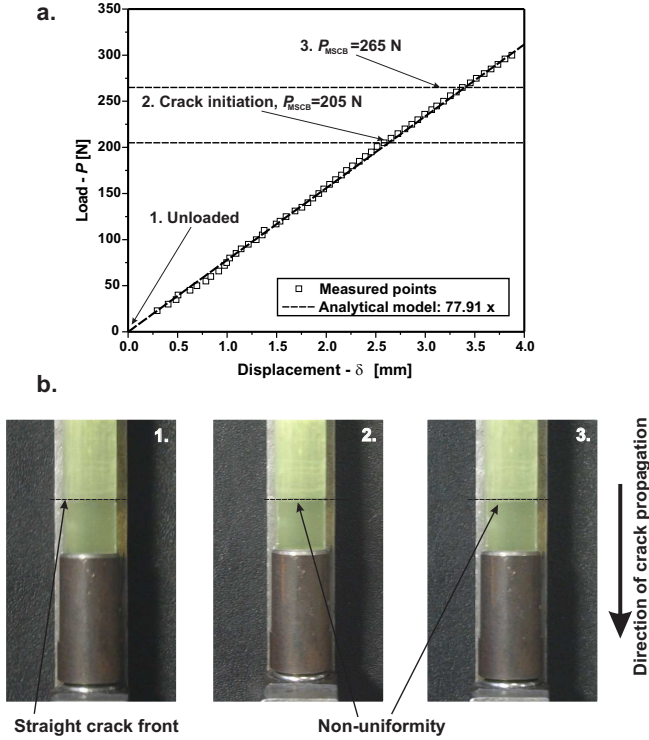 a.
350
300
250
200
150
100
50
0
Load - P [N]
3. PMSCB=265 N
2. Crack initiation, PMSCB=205 N
1. Unloaded
Measured points
Analytical model: 77.91 x
0.0 0.5 1.0 1.5 2.0 2.5 3.0 3.5 4.0
Displacement - δ [mm]
b.
1. 2. 3.
Direction of crack propagation
Straight crack front Non-uniformity